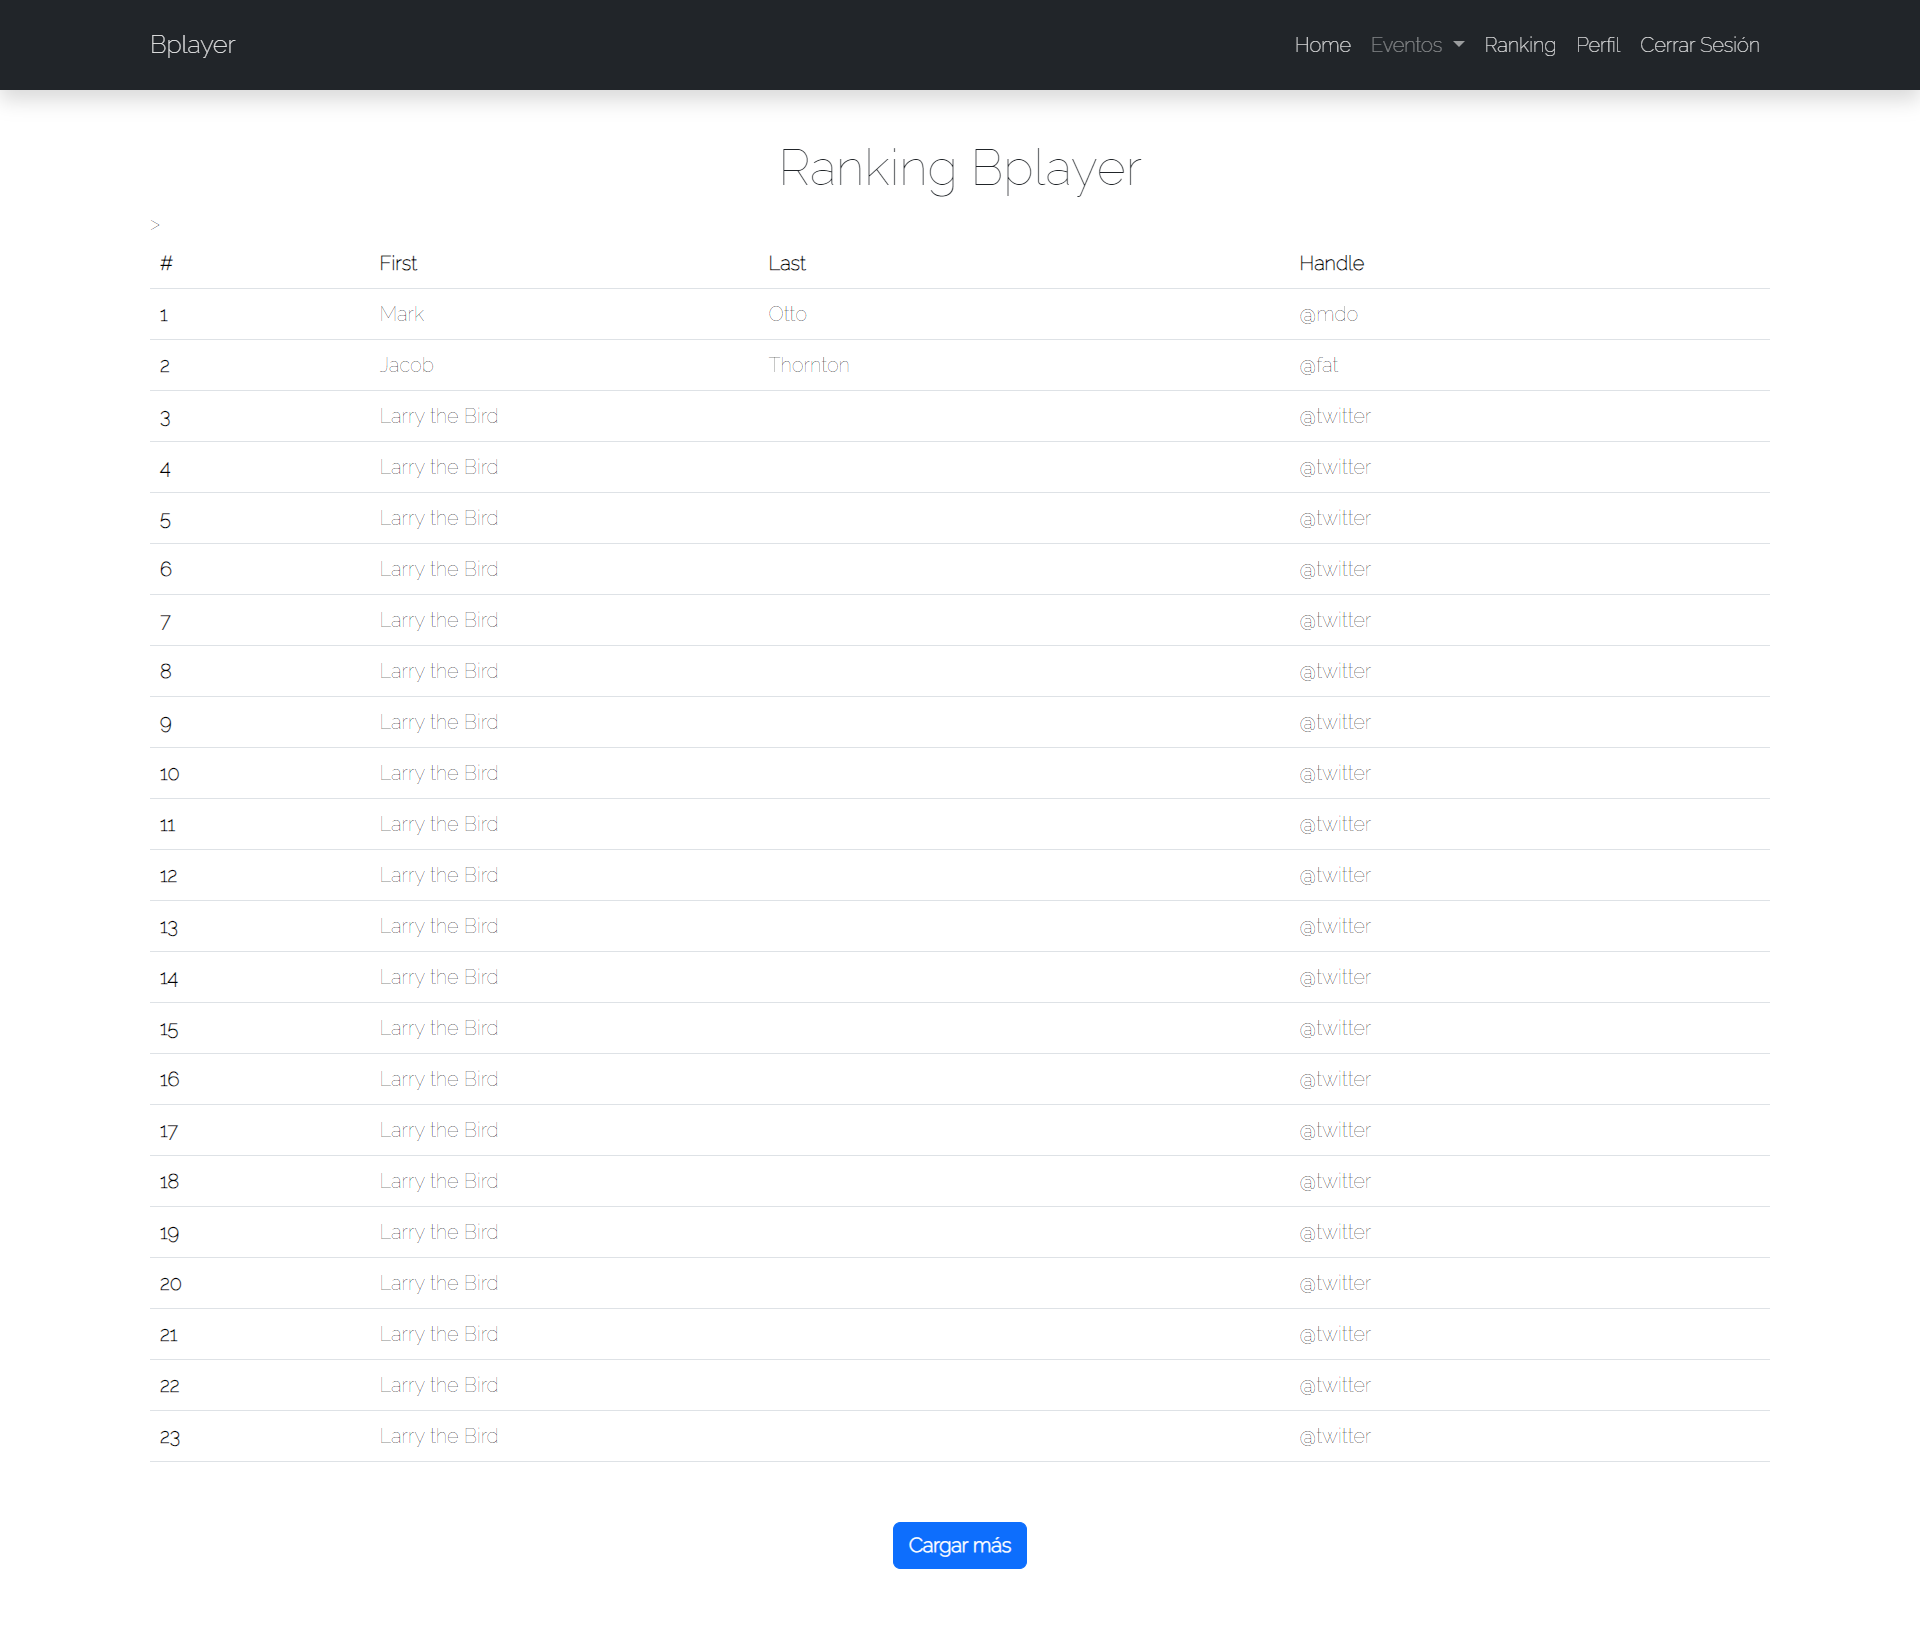 Bplayer Home Eventos Ranking Perfil Cerrar Sesión
Ranking Bplayer
>
# First Last Handle
1 Mark Otto @mdo
2 Jacob Thornton @fat
3 Larry the Bird @twitter
4 Larry the Bird @twitter
5 Larry the Bird @twitter
6 Larry the Bird @twitter
7 Larry the Bird @twitter
8 Larry the Bird @twitter
9 Larry the Bird @twitter
10 Larry the Bird @twitter
11 Larry the Bird @twitter
12 Larry the Bird @twitter
13 Larry the Bird @twitter
14 Larry the Bird @twitter
15 Larry the Bird @twitter
16 Larry the Bird @twitter
17 Larry the Bird @twitter
18 Larry the Bird @twitter
19 Larry the Bird @twitter
20 Larry the Bird @twitter
21 Larry the Bird @twitter
22 Larry the Bird @twitter
23 Larry the Bird @twitter
Cargar más